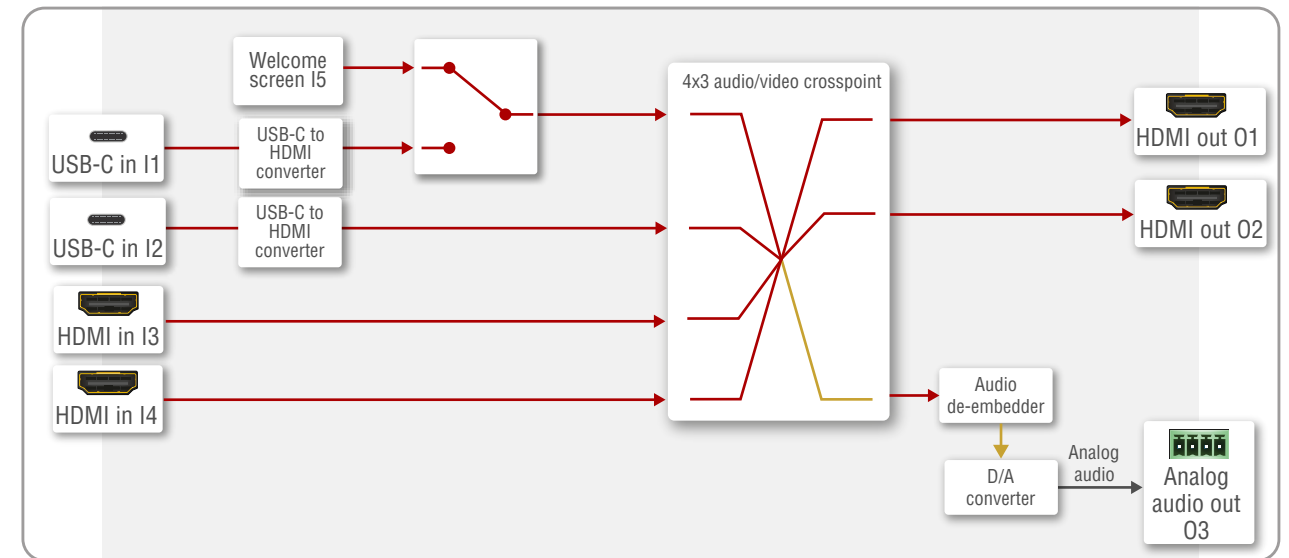 Welcome
screen I5
4x3 audio/video crosspoint
USB-C in I1
USB-C to
HDMI
converter
HDMI out O1
USB-C in I2
USB-C to
HDMI
converter
HDMI out O2
HDMI in I3
HDMI in I4
Audio
de-embedder
D/A
converter
Analog
audio
Analog
audio out
O3